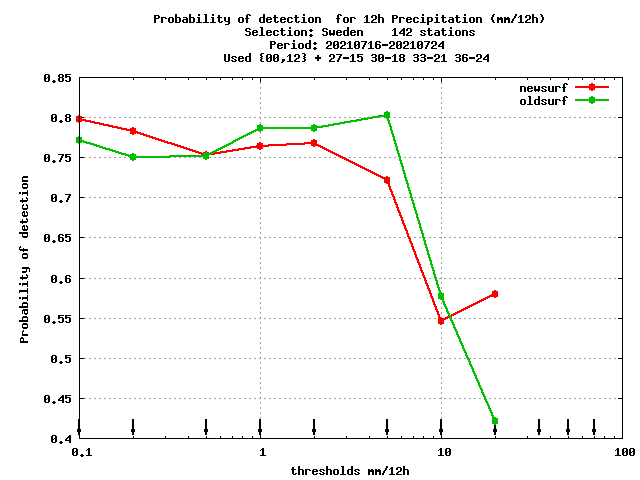 Probability of detection  for 12h Precipitation (mm/12h)
Selection: Sweden    142 stations
Period: 20210716-20210724
Used {00,12} + 27-15 30-18 33-21 36-24
newsurf
oldsurf
Probability of detection
0.85
0.8
0.75
0.7
0.65
0.6
0.55
0.5
0.45
0.4
0.1
1
10
100
thresholds mm/12h